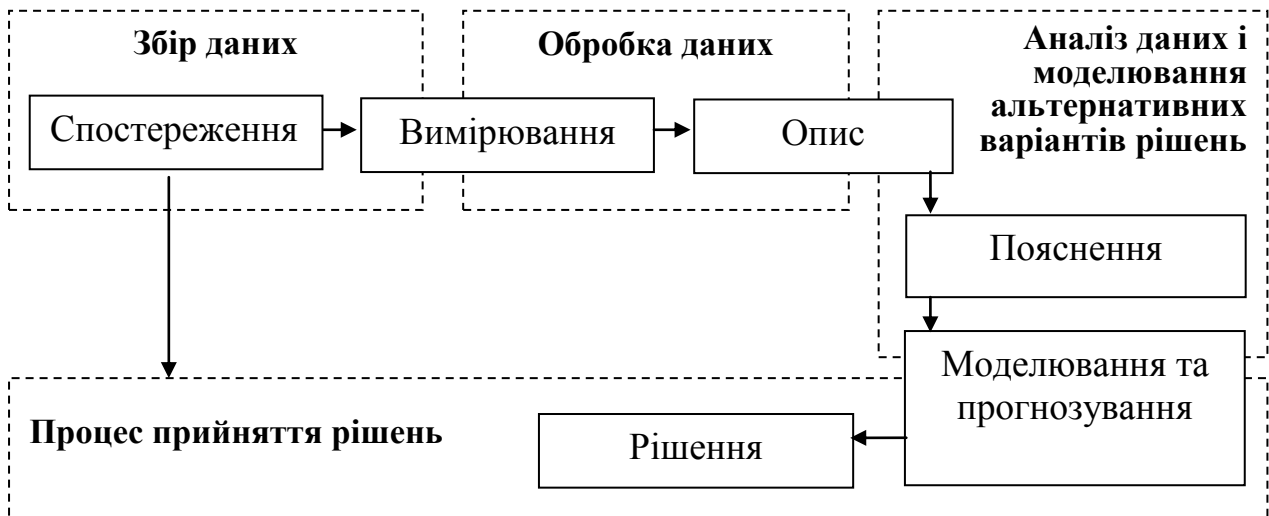 Збір даних
Обробка даних
Аналіз даних і
моделювання
альтернативних
варіантів рішень
Спостереження
Вимірювання
Опис
Пояснення
Моделювання та
прогнозування
Процес прийняття рішень
Рішення